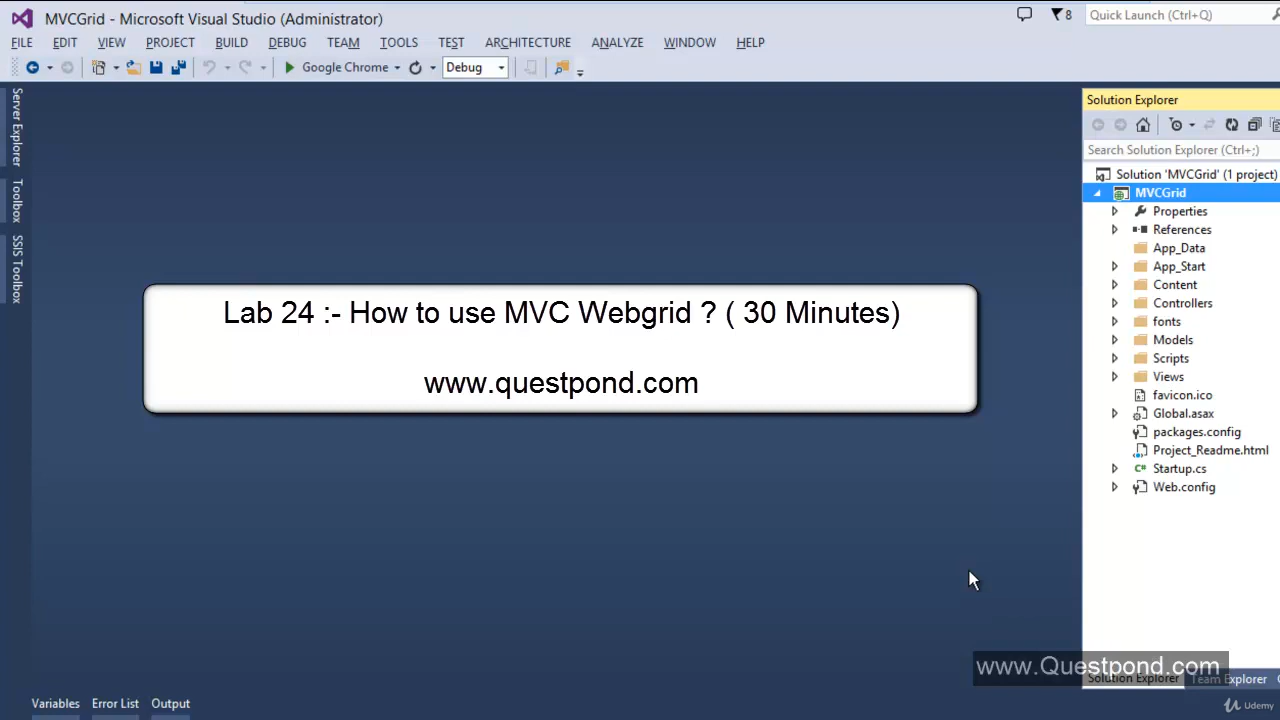 MVCGrid - Microsoft Visual Studio (Administrator)
8
Quick Launch (Ctrl+Q)
FILE EDIT VIEW PROJECT BUILD DEBUG TEAM TOOLS TEST ARCHITECTURE ANALYZE WINDOW HELP
Google Chrome Debug
Server Explorer
Toolbox
SSIS Toolbox
Lab 24 :- How to use MVC Webgrid ? ( 30 Minutes)
www.questpond.com
Solution Explorer
Search Solution Explorer (Ctrl+;)
Solution 'MVCGrid' (1 project)
MVCGrid
Properties
References
App_Data
App_Start
Content
Controllers
fonts
Models
Scripts
Views
favicon.ico
Global.asax
packages.config
Project_Readme.html
C# Startup.cs
Web.config
www.Questpond.com
Solution Explorer Team Explorer
Variables Error List Output
Udemy